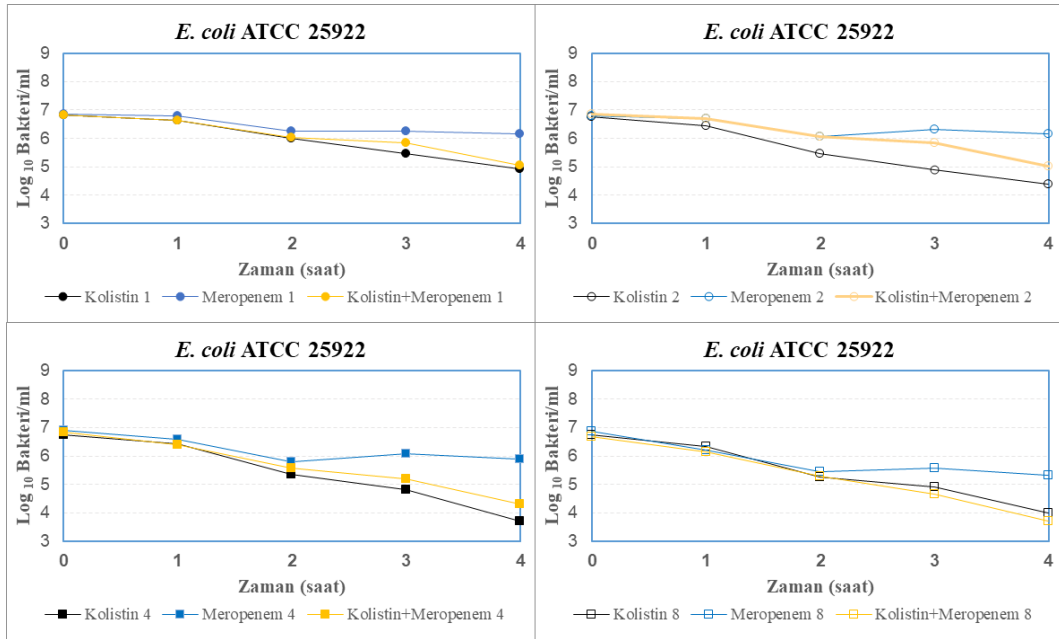 E. coli ATCC 25922
9
8
7
6
5
4
3
Log 10 Bakteri/ml
0 1 2 3 4
Zaman (saat)
Kolistin 1 Meropenem 1 Kolistin+Meropenem 1
E. coli ATCC 25922
9
8
7
6
5
4
3
Log 10 Bakteri/ml
0 1 2 3 4
Zaman (saat)
Kolistin 2 Meropenem 2 Kolistin+Meropenem 2
E. coli ATCC 25922
9
8
7
6
5
4
3
Log 10 Bakteri/ml
0 1 2 3 4
Zaman (saat)
Kolistin 4 Meropenem 4 Kolistin+Meropenem 4
E. coli ATCC 25922
9
8
7
6
5
4
3
Log 10 Bakteri/ml
0 1 2 3 4
Zaman (saat)
Kolistin 8 Meropenem 8 Kolistin+Meropenem 8